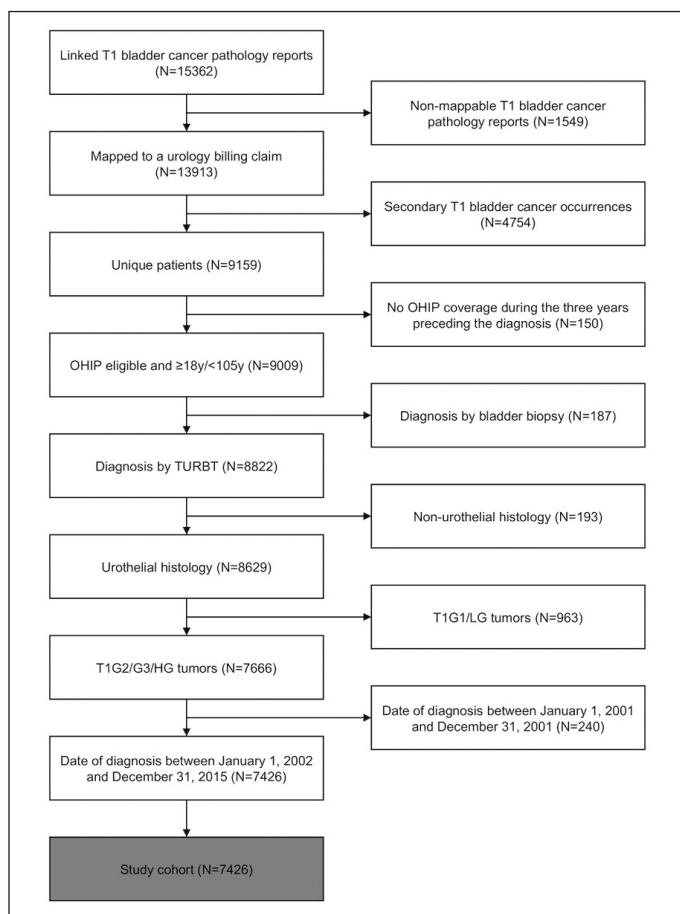 Linked T1 bladder cancer pathology reports
(N=15362)
Non-mappable T1 bladder cancer
pathology reports (N=1549)
Mapped to a urology billing claim
(N=13913)
Secondary T1 bladder cancer occurrences
(N=4754)
Unique patients (N=9159)
No OHIP coverage during the three years
preceding the diagnosis (N=150)
OHIP eligible and ≥18y/<105y (N=9009)
Diagnosis by bladder biopsy (N=187)
Diagnosis by TURBT (N=8822)
Non-urothelial histology (N=193)
Urothelial histology (N=8629)
T1G1/LG tumors (N=963)
T1G2/G3/HG tumors (N=7666)
Date of diagnosis between January 1, 2001
and December 31, 2001 (N=240)
Date of diagnosis between January 1, 2002
and December 31, 2015 (N=7426)
Study cohort (N=7426)